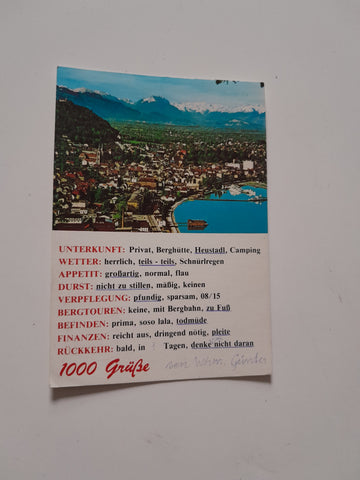 UNTERKUNFT: Privat, Berghütte, Heustadl, Camping
WETTER: herrlich, teils - teils, Schnürlregen
APPETIT: großartig, normal, flau
DURST: nicht zu stillen, mäßig, keinen
VERPFLEGUNG: pfundig, sparsam, 08/15
BERGTOUREN: keine, mit Bergbahn, zu Fuß
BEFINDEN: prima, soso lala, todmüde
FINANZEN: reicht aus, dringend nötig, pleite
RÜCKKEHR: bald, in Tagen, denke nicht daran
1000 Grüße